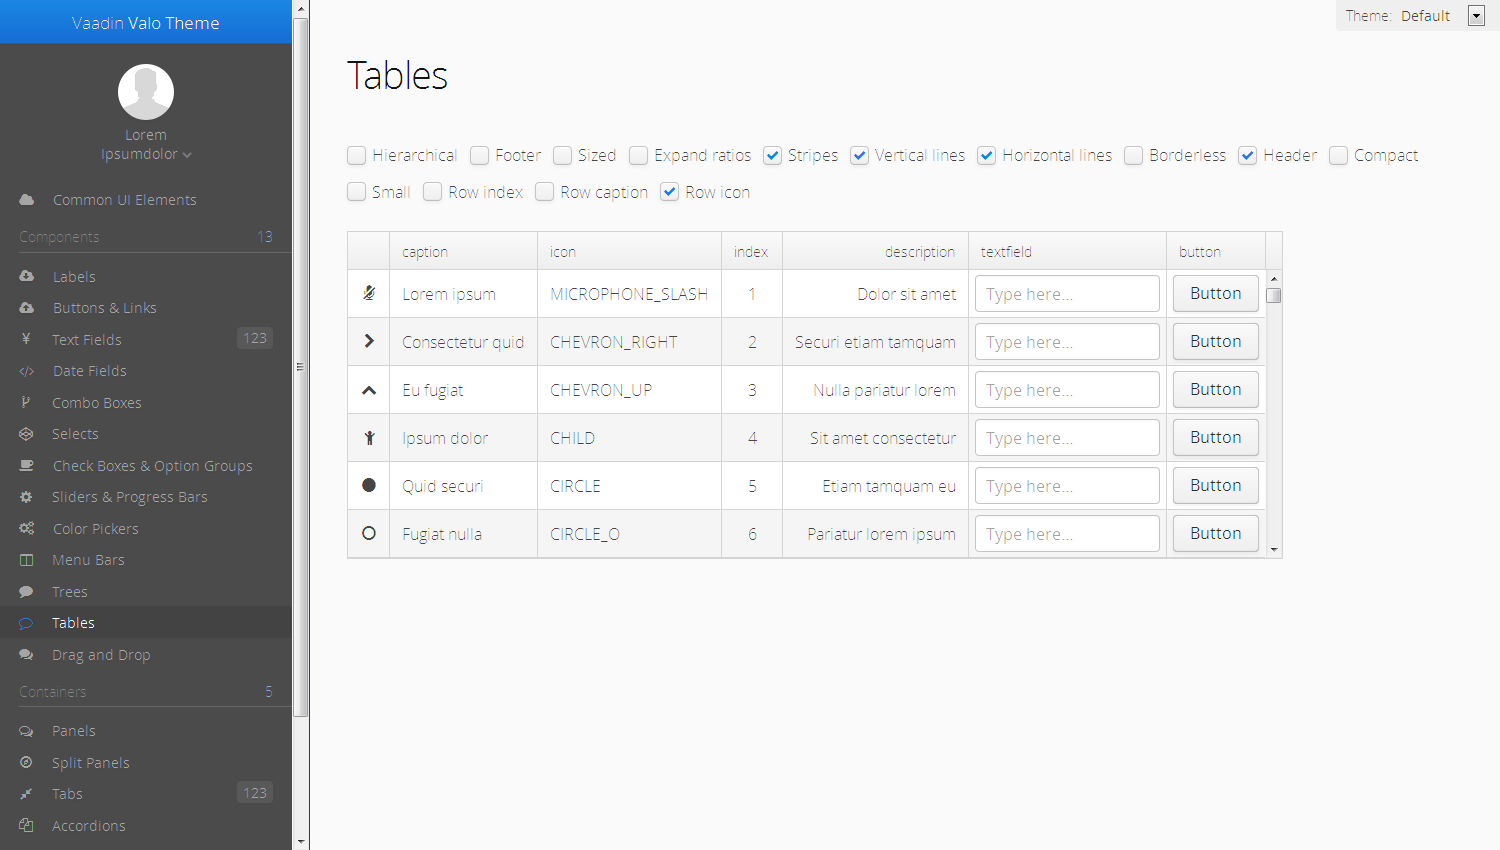 Vaadin Valo Theme
Lorem
Ipsumdolor
Common UI Elements
Components 13
Labels
Buttons & Links
Text Fields 123
Date Fields
Combo Boxes
Selects
Check Boxes & Option Groups
Sliders & Progress Bars
Color Pickers
Menu Bars
Trees
Tables
Drag and Drop
Containers 5
Panels
Split Panels
Tabs 123
Accordions
Theme: Default
Tables
Hierarchical Footer Sized Expand ratios Stripes Vertical lines Horizontal lines Borderless Header Compact
Small Row index Row caption Row icon
caption icon index description textfield button
Lorem ipsum MICROPHONE_SLASH 1 Dolor sit amet Type here... Button
Consectetur quid CHEVRON_RIGHT 2 Securi etiam tamquam Type here... Button
Eu fugiat CHEVRON_UP 3 Nulla pariatur lorem Type here... Button
Ipsum dolor CHILD 4 Sit amet consectetur Type here... Button
Quid securi CIRCLE 5 Etiam tamquam eu Type here... Button
Fugiat nulla CIRCLE_O 6 Pariatur lorem ipsum Type here... Button